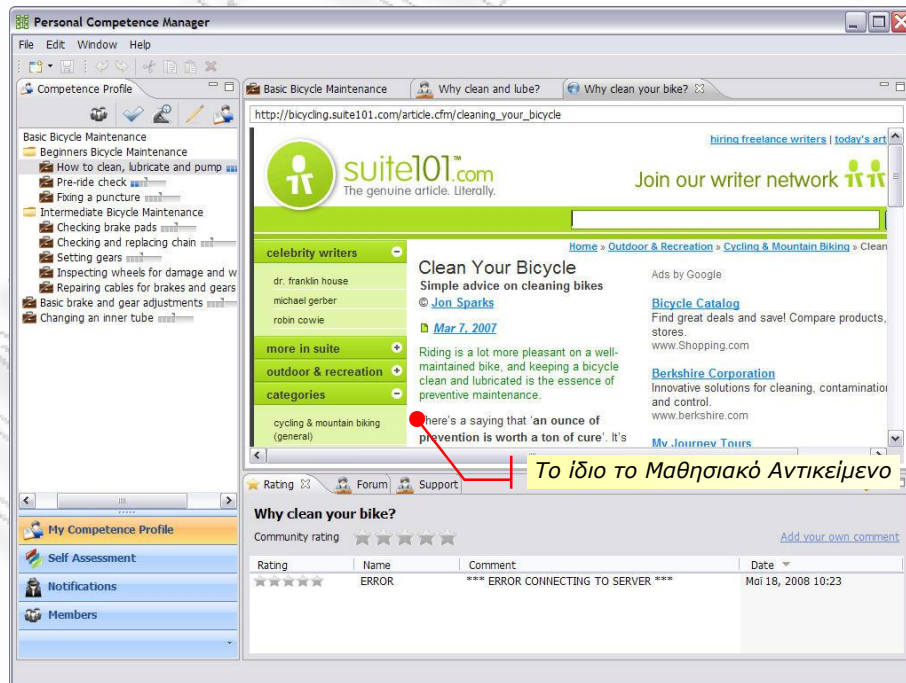 Personal Competence Manager
File Edit Window Help
Competence Profile
Basic Bicycle Maintenance
Beginners Bicycle Maintenance
How to clean, lubricate and pump
Pre-ride check
Fixing a puncture
Intermediate Bicycle Maintenance
Checking brake pads
Checking and replacing chain
Setting gears
Inspecting wheels for damage and w
Repairing cables for brakes and gears
Basic brake and gear adjustments
Changing an inner tube
My Competence Profile
Self Assessment
Notifications
Members
Basic Bicycle Maintenance Why clean and lube? Why clean your bike?
http://bicycling.suite101.com/article.cfm/cleaning_your_bicycle
hiring freelance writers | today's art
suite101.com™
The genuine article. Literally.
Join our writer network
Home » Outdoor & Recreation » Cycling & Mountain Biking » Clean
celebrity writers
dr. franklin house
michael gerber
robin cowie
more in suite
outdoor & recreation
categories
cycling & mountain biking
(general)
Clean Your Bicycle
Simple advice on cleaning bikes
© Jon Sparks
Mar 7, 2007
Riding is a lot more pleasant on a well-
maintained bike, and keeping a bicycle
clean and lubricated is the essence of
preventive maintenance.
There's a saying that 'an ounce of
prevention is worth a ton of cure'. It's
Ads by Google
Bicycle Catalog
Find great deals and save! Compare products,
stores.
www.Shopping.com
Berkshire Corporation
Innovative solutions for cleaning, contamination
and control.
www.berkshire.com
My Journey Tours
Το ίδιο το Μαθησιακό Αντικείμενο
Rating Forum Support
Why clean your bike?
Community rating
Add your own comment
Rating Name Comment Date
ERROR *** ERROR CONNECTING TO SERVER *** Μαϊ 18, 2008 10:23